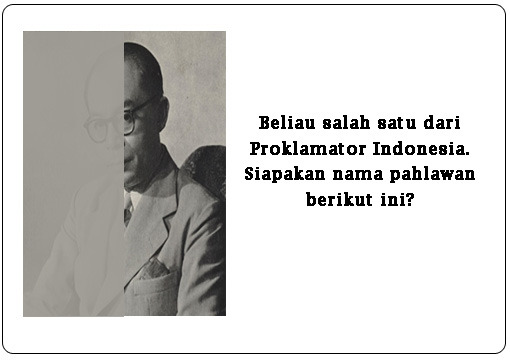 Beliau salah satu dari
Proklamator Indonesia.
Siapakan nama pahlawan
berikut ini?